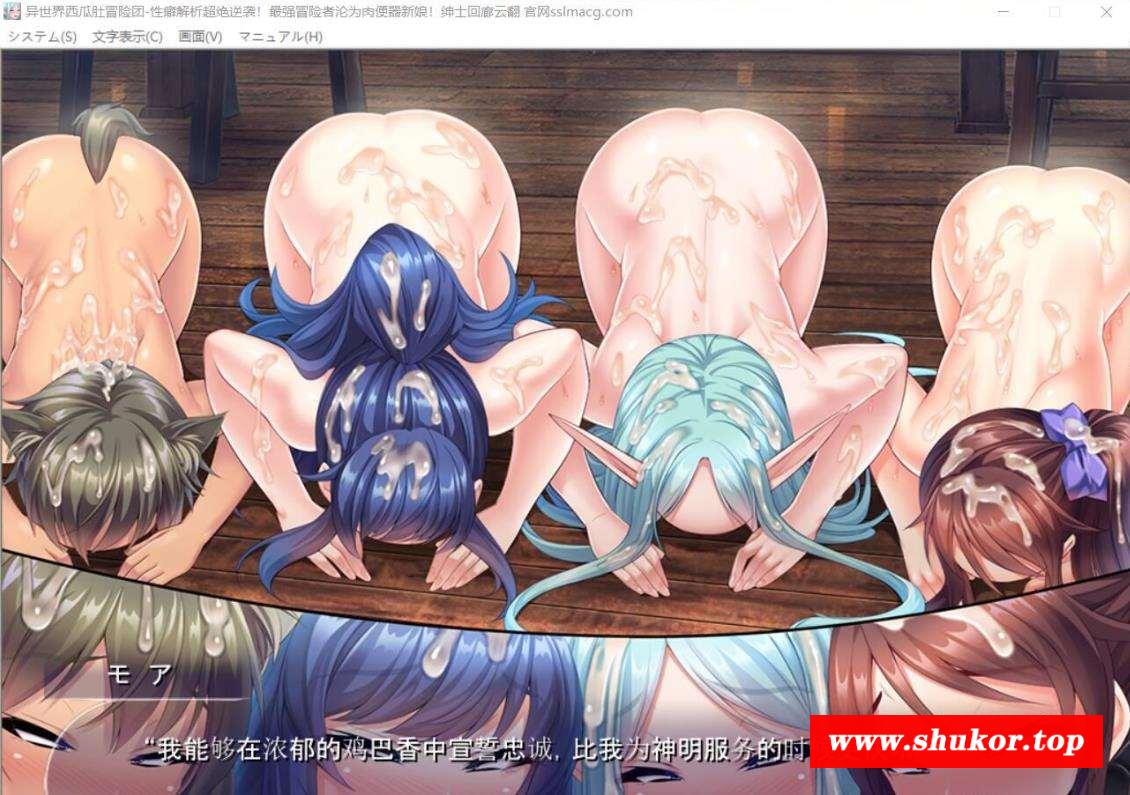 异世界西瓜肚冒险团-性癖解析超绝逆袭！最强冒险者沦为肉便器新娘！绅士回廊云翻 官网sslmacg.com
システム(S) 文字表示(C) 画面(V) マニュアル(H)
モア
“我能够在浓郁的鸡巴香中宣誓忠诚, 比我为神明服务的时
www.shukor.top